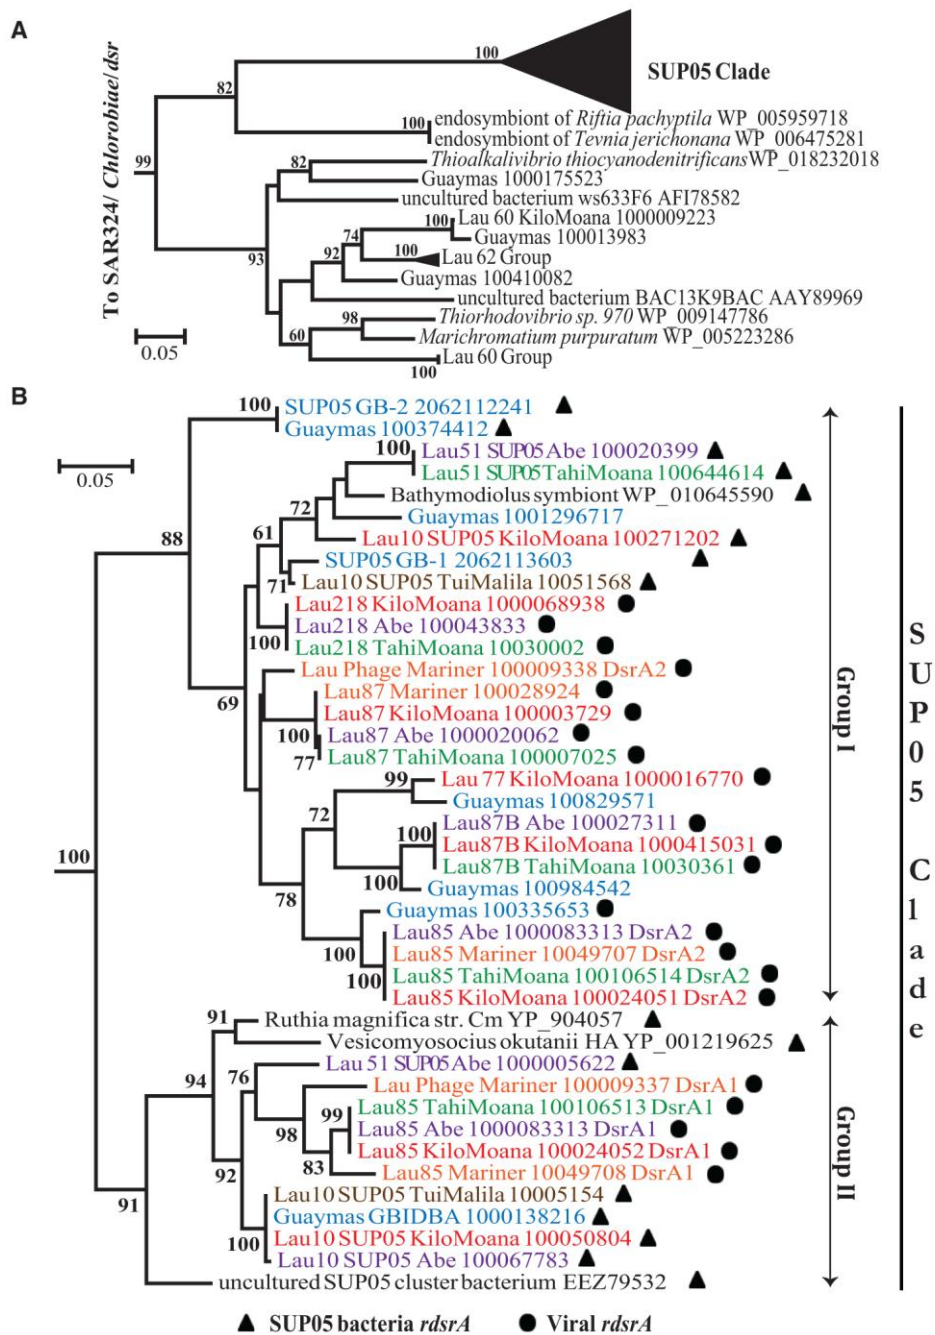 A
To SAR324/ Chlorobiae/dsr
100
SUP05 Clade
82
100
endosymbiont of Riftia pachyptila WP_005959718
endosymbiont of Tevnia jerichonana WP_006475281
99
82
Thioalkalivibrio thiocyanodenitrificansWP_018232018
Guaymas 1000175523
uncultured bacterium ws633F6 AFI78582
100
Lau 60 KiloMoana 1000009223
74
Guaymas 100013983
93
92
100
Lau 62 Group
Guaymas 100410082
uncultured bacterium BAC13K9BAC AAY89969
98
Thiorhodovibrio sp. 970 WP_009147786
60
Marichromatium purpuratum WP_005223286
Lau 60 Group
100
0.05
B
100
SUP05 GB-2 2062112241
Guaymas 100374412
0.05
100
Lau51 SUP05Abe 100020399
Lau51 SUP05TahiMoana 100644614
Bathymodiolus symbiont WP_010645590
72
Guaymas 1001296717
88
61
Lau10 SUP05 KiloMoana 100271202
SUP05 GB-1 2062113603
71
Lau10 SUP05 TuiMalila 10051568
Lau218 KiloMoana 1000068938
Lau218 Abe 100043833
100
Lau218 TahiMoana 10030002
Lau Phage Mariner 100009338 DsrA2
69
Lau87 Mariner 100028924
Lau87 KiloMoana 100003729
100
Lau87 Abe 1000020062
77
Lau87 TahiMoana 100007025
99
Lau 77 KiloMoana 1000016770
Guaymas 100829571
72
Lau87B Abe 100027311
100
Lau87B KiloMoana 1000415031
Lau87B TahiMoana 10030361
100
Guaymas 100984542
78
Guaymas 100335653
Lau85 Abe 1000083313 DsrA2
100
Lau85 Mariner 10049707 DsrA2
100
Lau85 TahiMoana 100106514 DsrA2
Lau85 KiloMoana 100024051 DsrA2
100
Group I
91
Ruthia magnifica str. Cm YP_904057
Vesicomyosocius okutanii HA YP_001219625
76
Lau 51 SUP05Abe 1000005622
94
Lau Phage Mariner 100009337 DsrA1
Lau85 TahiMoana 100106513 DsrA1
99
Lau85 Abe 1000083313 DsrA1
98
Lau85 KiloMoana 100024052 DsrA1
83
Lau85 Mariner 10049708 DsrA1
92
Lau10 SUP05 TuiMalila 10005154
91
Guaymas GBIDBA 1000138216
100
Lau10 SUP05 KiloMoana 100050804
Lau10 SUP05 Abe 100067783
uncultured SUP05 cluster bacterium EEZ79532
Group II
SUP05 Clade
SUP05 bacteria rdsrA
Viral rdsrA